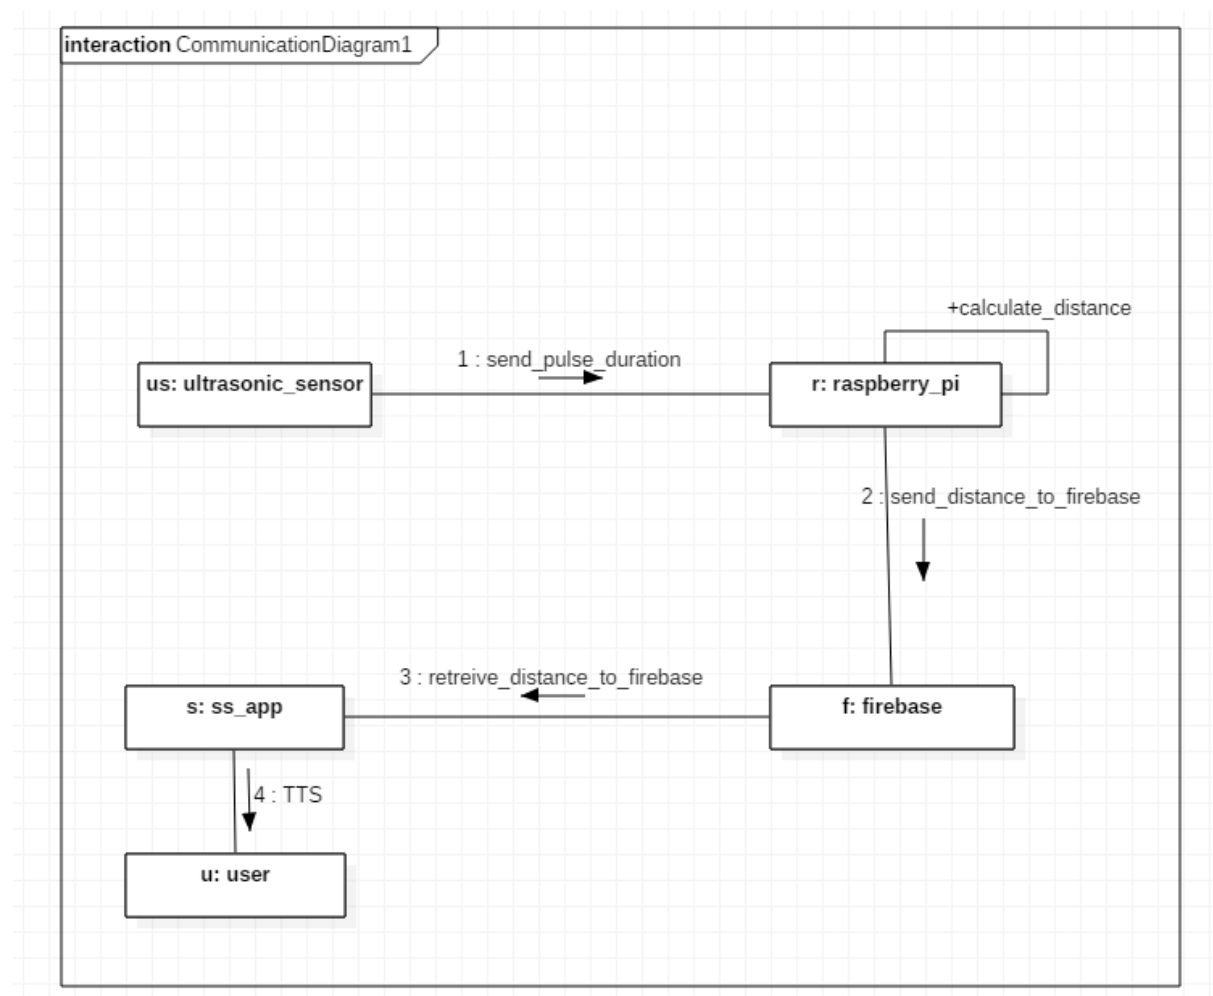 interaction CommunicationDiagram1
+calculate_distance
1 : send_pulse_duration
us: ultrasonic_sensor
r: raspberry_pi
2 : send_distance_to_firebase
3 : retreive_distance_to_firebase
s: ss_app
f: firebase
4 : TTS
u: user